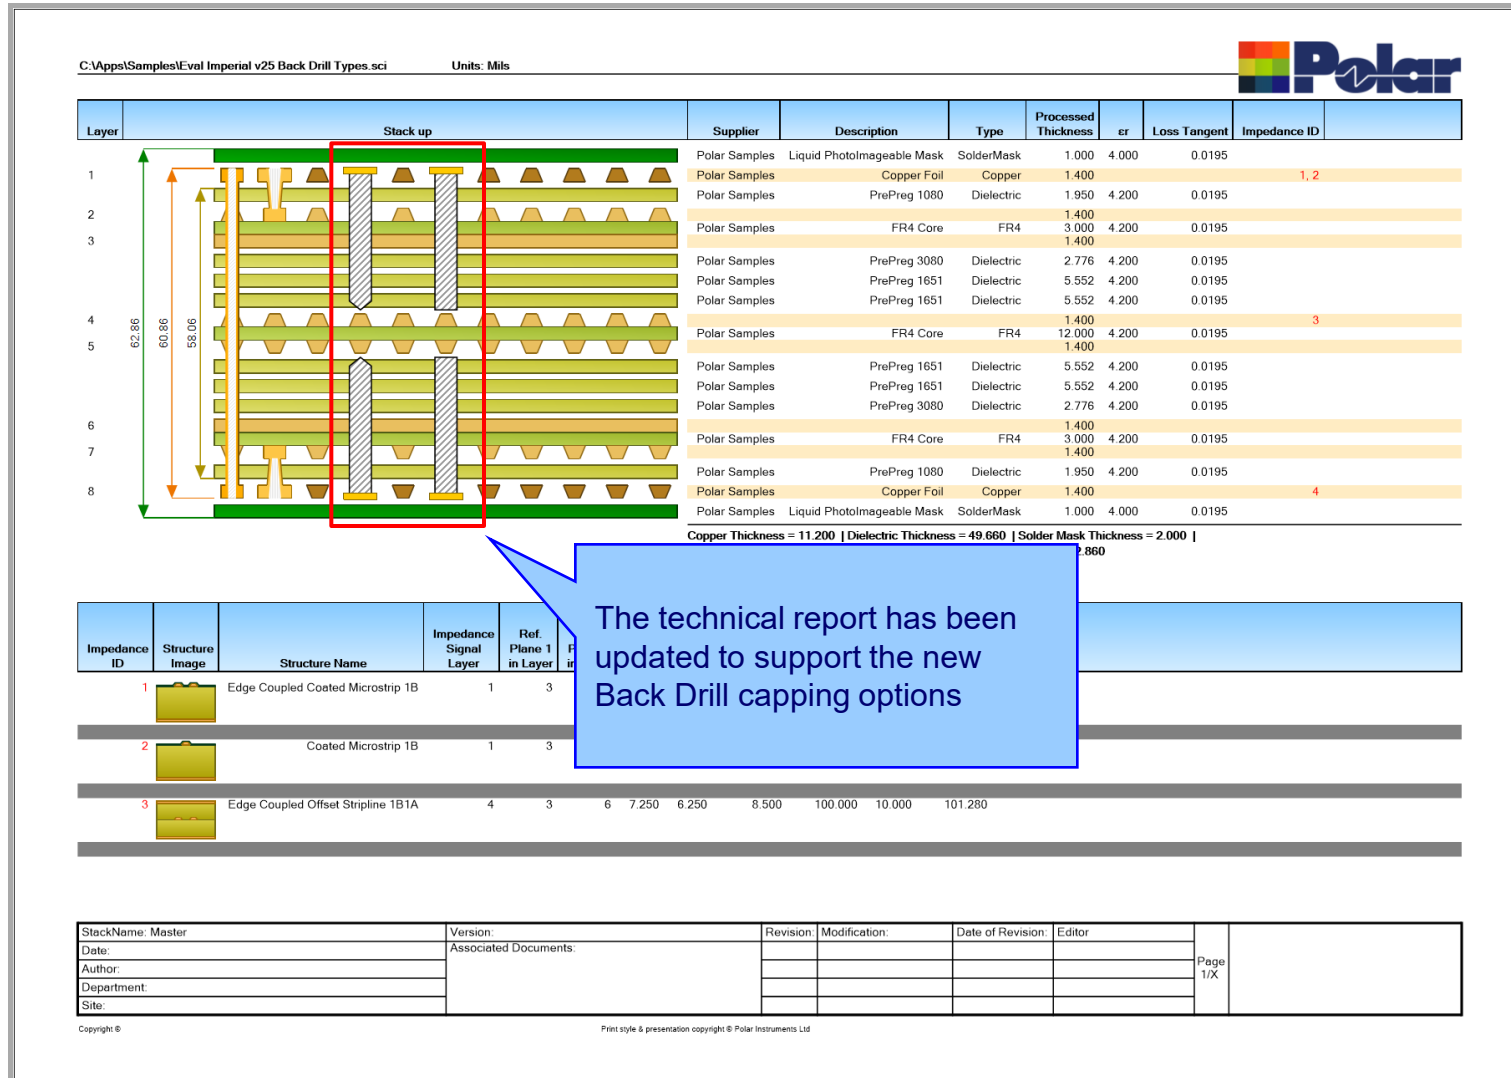 C:\Apps\Samples\Eval Imperial v25 Back Drill Types.sci Units: Mils
Polar
Layer Stack up Supplier Description Type Processed Thickness εr Loss Tangent Impedance ID
Polar Samples Liquid PhotoImageable Mask SolderMask 1.000 4.000 0.0195
1 Polar Samples Copper Foil Copper 1.400 1, 2
Polar Samples PrePreg 1080 Dielectric 1.950 4.200 0.0195
2 1.400
Polar Samples FR4 Core FR4 3.000 4.200 0.0195
3 1.400
Polar Samples PrePreg 3080 Dielectric 2.776 4.200 0.0195
Polar Samples PrePreg 1651 Dielectric 5.552 4.200 0.0195
Polar Samples PrePreg 1651 Dielectric 5.552 4.200 0.0195
4 1.400 3
62.86 60.86 58.06
Polar Samples FR4 Core FR4 12.000 4.200 0.0195
5 1.400
Polar Samples PrePreg 1651 Dielectric 5.552 4.200 0.0195
Polar Samples PrePreg 1651 Dielectric 5.552 4.200 0.0195
Polar Samples PrePreg 3080 Dielectric 2.776 4.200 0.0195
6 1.400
Polar Samples FR4 Core FR4 3.000 4.200 0.0195
7 1.400
Polar Samples PrePreg 1080 Dielectric 1.950 4.200 0.0195
8 Polar Samples Copper Foil Copper 1.400 4
Polar Samples Liquid PhotoImageable Mask SolderMask 1.000 4.000 0.0195
Copper Thickness = 11.200 | Dielectric Thickness = 49.660 | Solder Mask Thickness = 2.000 |
2.860
The technical report has been
updated to support the new
Back Drill capping options
Impedance ID Structure Image Structure Name Impedance Signal Layer Ref. Plane 1 in Layer
1 Edge Coupled Coated Microstrip 1B 1 3
2 Coated Microstrip 1B 1 3
3 Edge Coupled Offset Stripline 1B1A 4 3 6 7.250 6.250 8.500 100.000 10.000 101.280
StackName: Master Version: Revision: Modification: Date of Revision: Editor
Date: Associated Documents:
Author:
Department:
Site:
Page
1/X
Copyright © Print style & presentation copyright © Polar Instruments Ltd